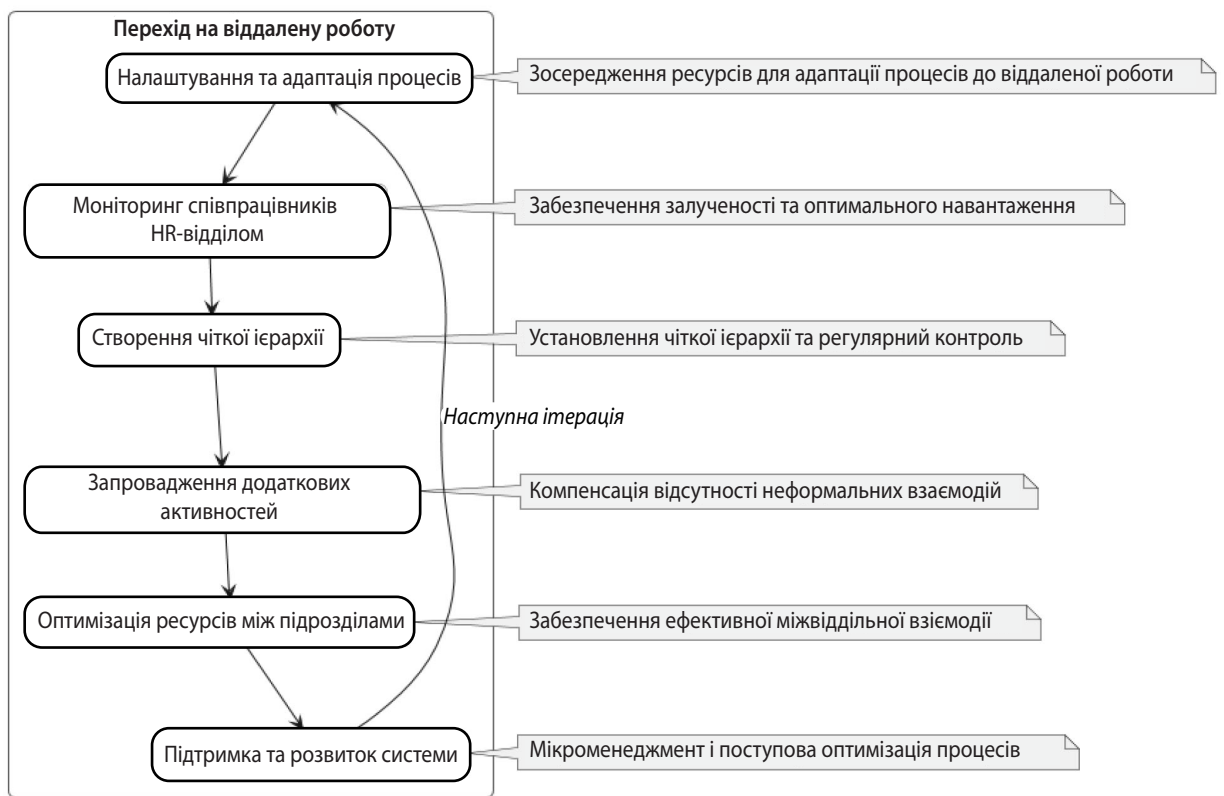 Перехід на віддалену роботу
Налаштування та адаптація процесів
Зосередження ресурсів для адаптації процесів до віддаленої роботи
Моніторинг співпрацівників
HR-відділом
Забезпечення залученості та оптимального навантаження
Створення чіткої ієрархії
Установлення чіткої ієрархії та регулярний контроль
Наступна ітерація
Запровадження додаткових
активностей
Компенсація відсутності неформальних взаємодій
Оптимізація ресурсів між підрозділами
Забезпечення ефективної міжвіддільної взіємодії
Підтримка та розвиток системи
Мікроменеджмент і поступова оптимізація процесів